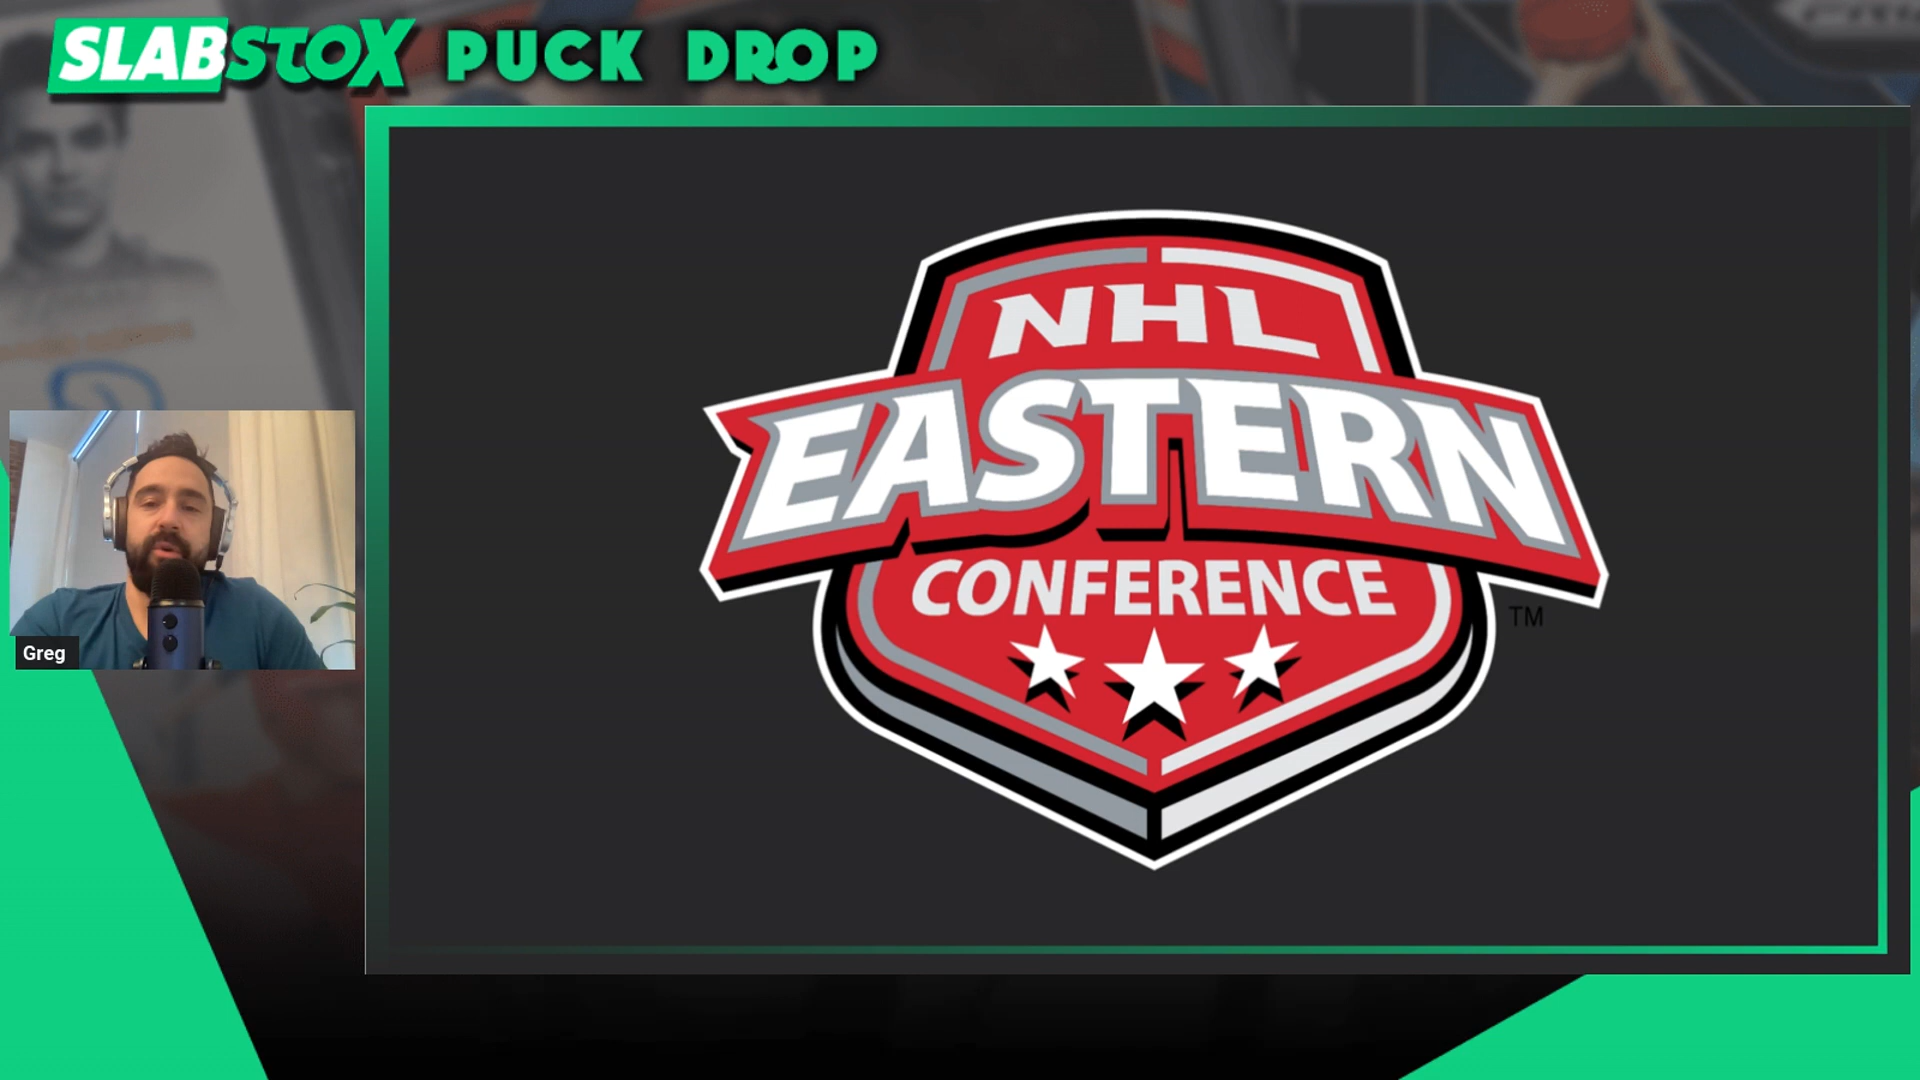 SLABSTOX PUCK DROP
NHL
EASTERN
CONFERENCE
TM
Greg